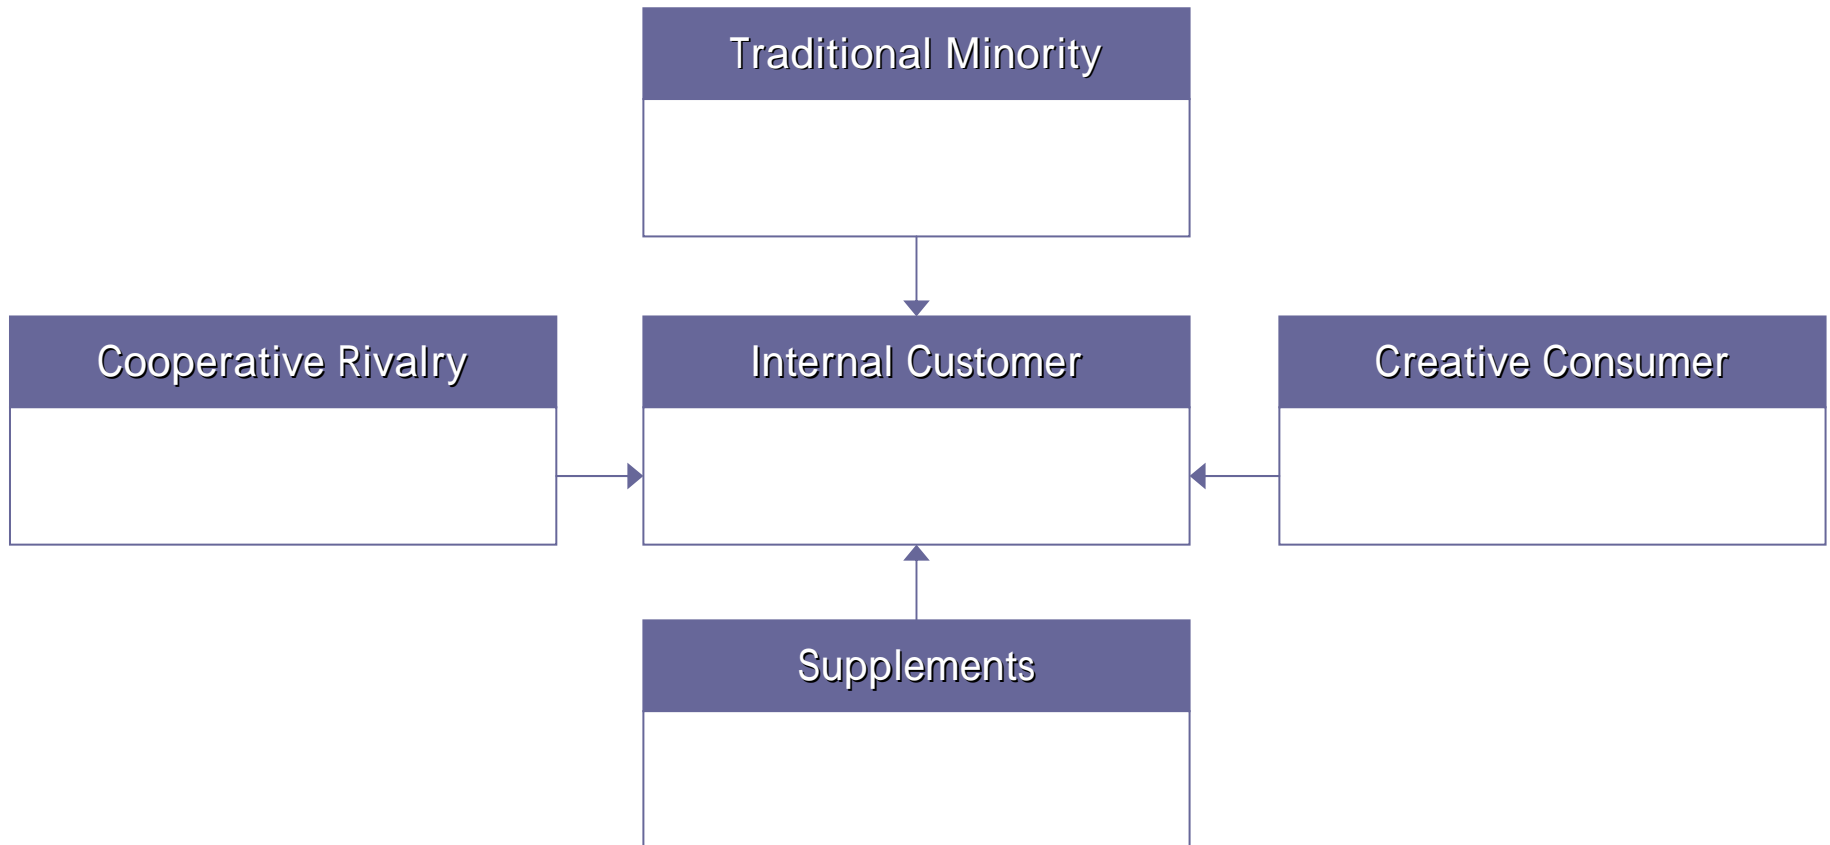 Traditional Minority
Cooperative Rivalry
Internal Customer
Creative Consumer
Supplements